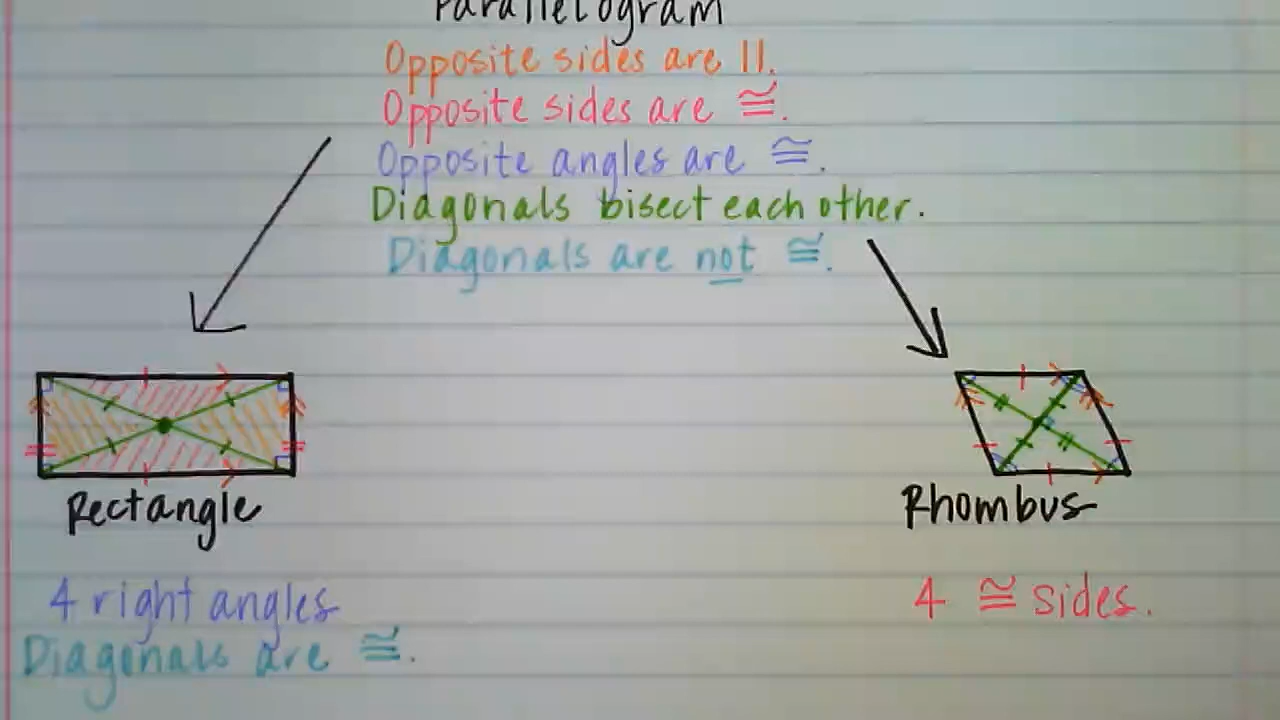 Parallelogram
Opposite sides are ||.
Opposite sides are ≅.
Opposite angles are ≅.
Diagonals bisect each other.
Diagonals are not ≅.
Rectangle
Rhombus
4 right angles
4 ≅ sides.
Diagonals are ≅.